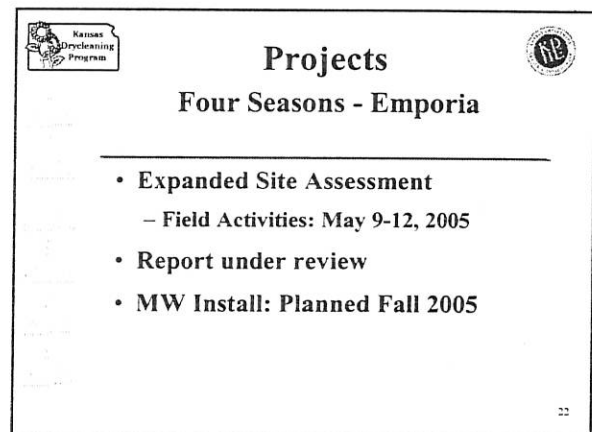 Kansas
Drycleaning
Program
Projects
Four Seasons - Emporia
• Expanded Site Assessment
– Field Activities: May 9-12, 2005
• Report under review
• MW Install: Planned Fall 2005
22